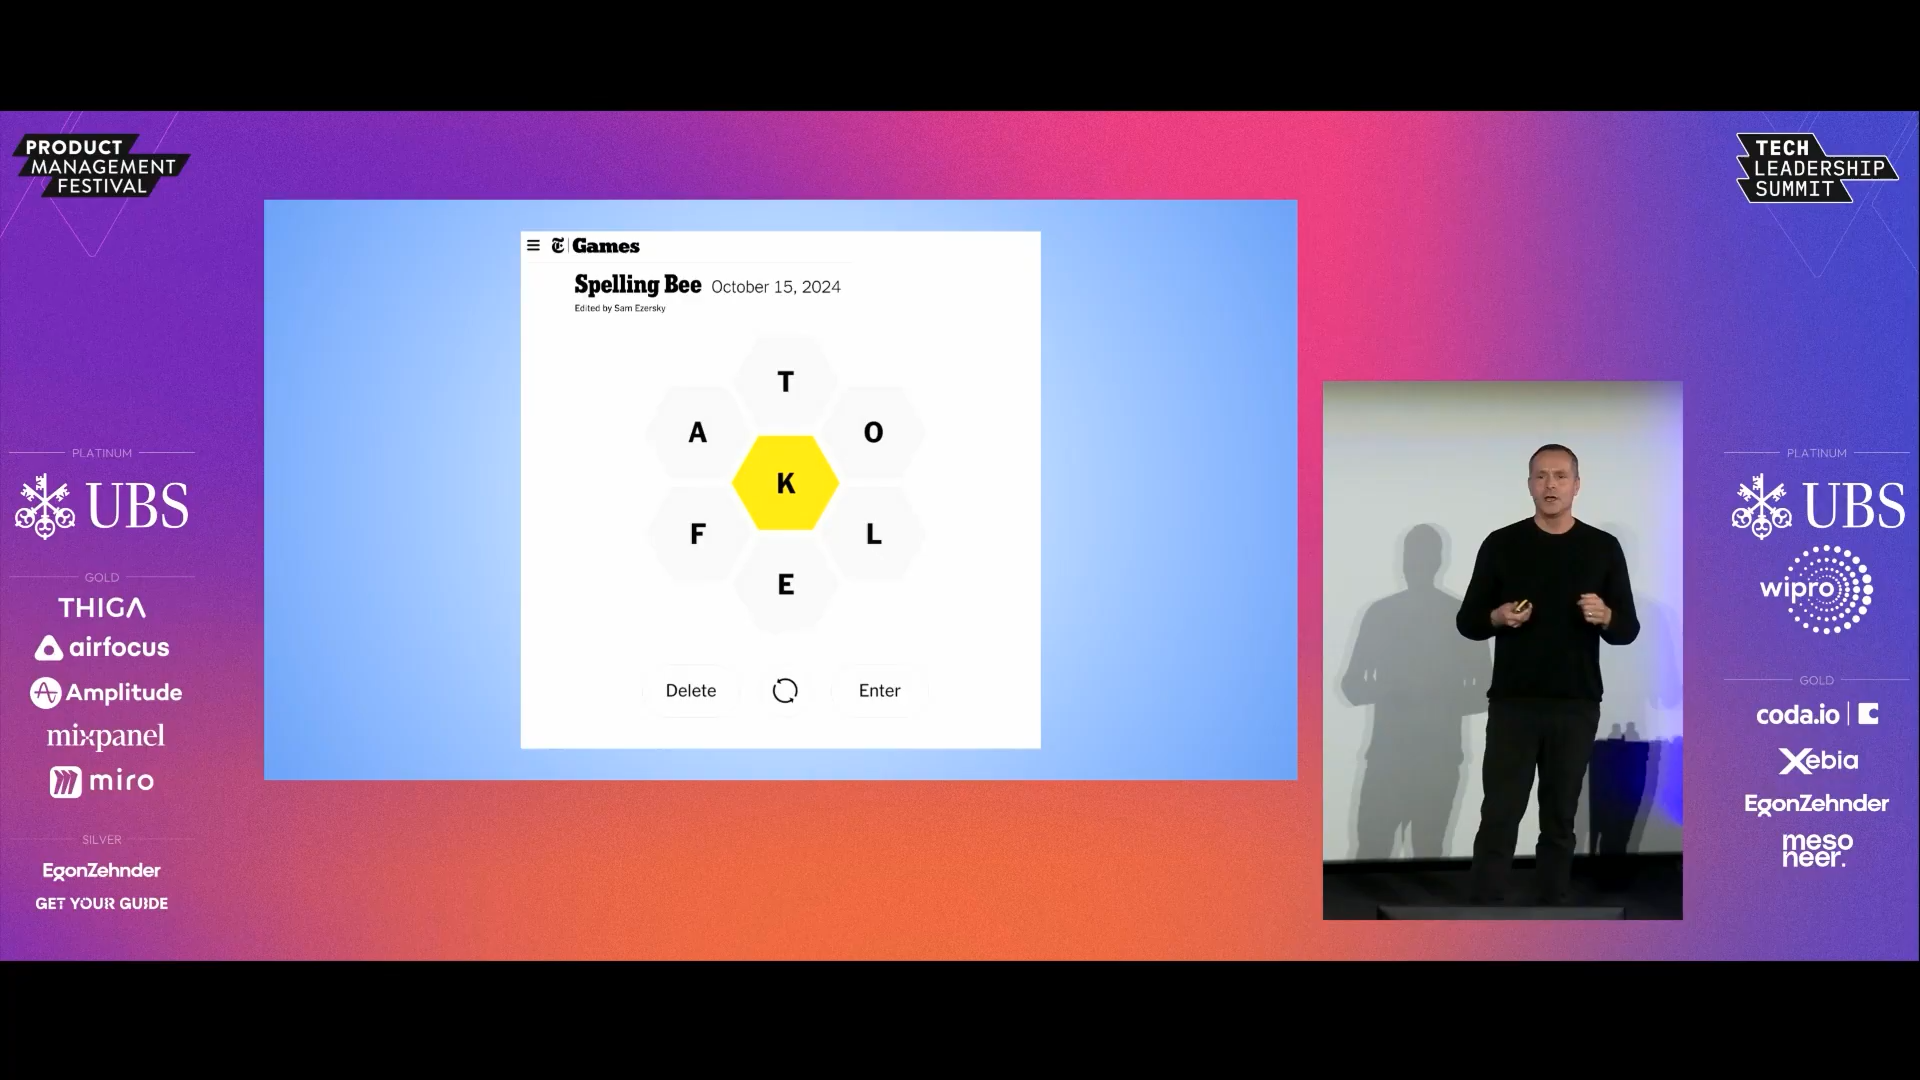 PRODUCT
MANAGEMENT
FESTIVAL
TECH
LEADERSHIP
SUMMIT
T Games
Spelling Bee October 15, 2024
Edited by Sam Ezersky
T
A
O
K
F
L
E
Delete
Enter
PLATINUM
UBS
GOLD
THIGA
airfocus
Amplitude
mixpanel
miro
SILVER
EgonZehnder
GET YOUR GUIDE
PLATINUM
UBS
wipro
GOLD
coda.io
Xebia
EgonZehnder
meso
neer.